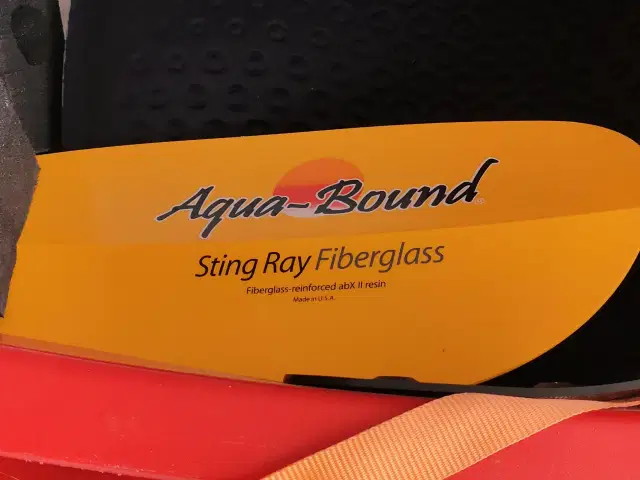 Aqua-Bound
Sting Ray Fiberglass
Fiberglass-reinforced abX II resin
Made in U.S.A.